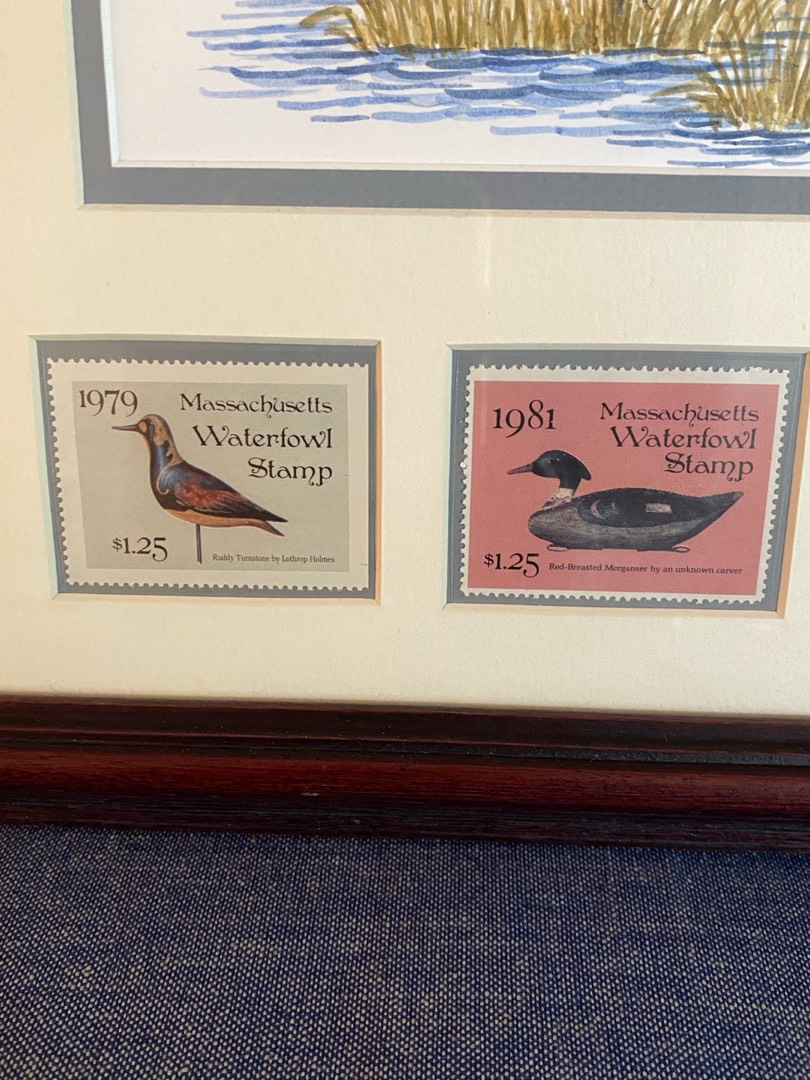 1979
Massachusetts
Waterfowl
Stamp
$1.25
Ruddy Turnstone by Lothrop Holmes
1981
Massachusetts
Waterfowl
Stamp
$1.25
Red-Breasted Merganser by an unknown carver